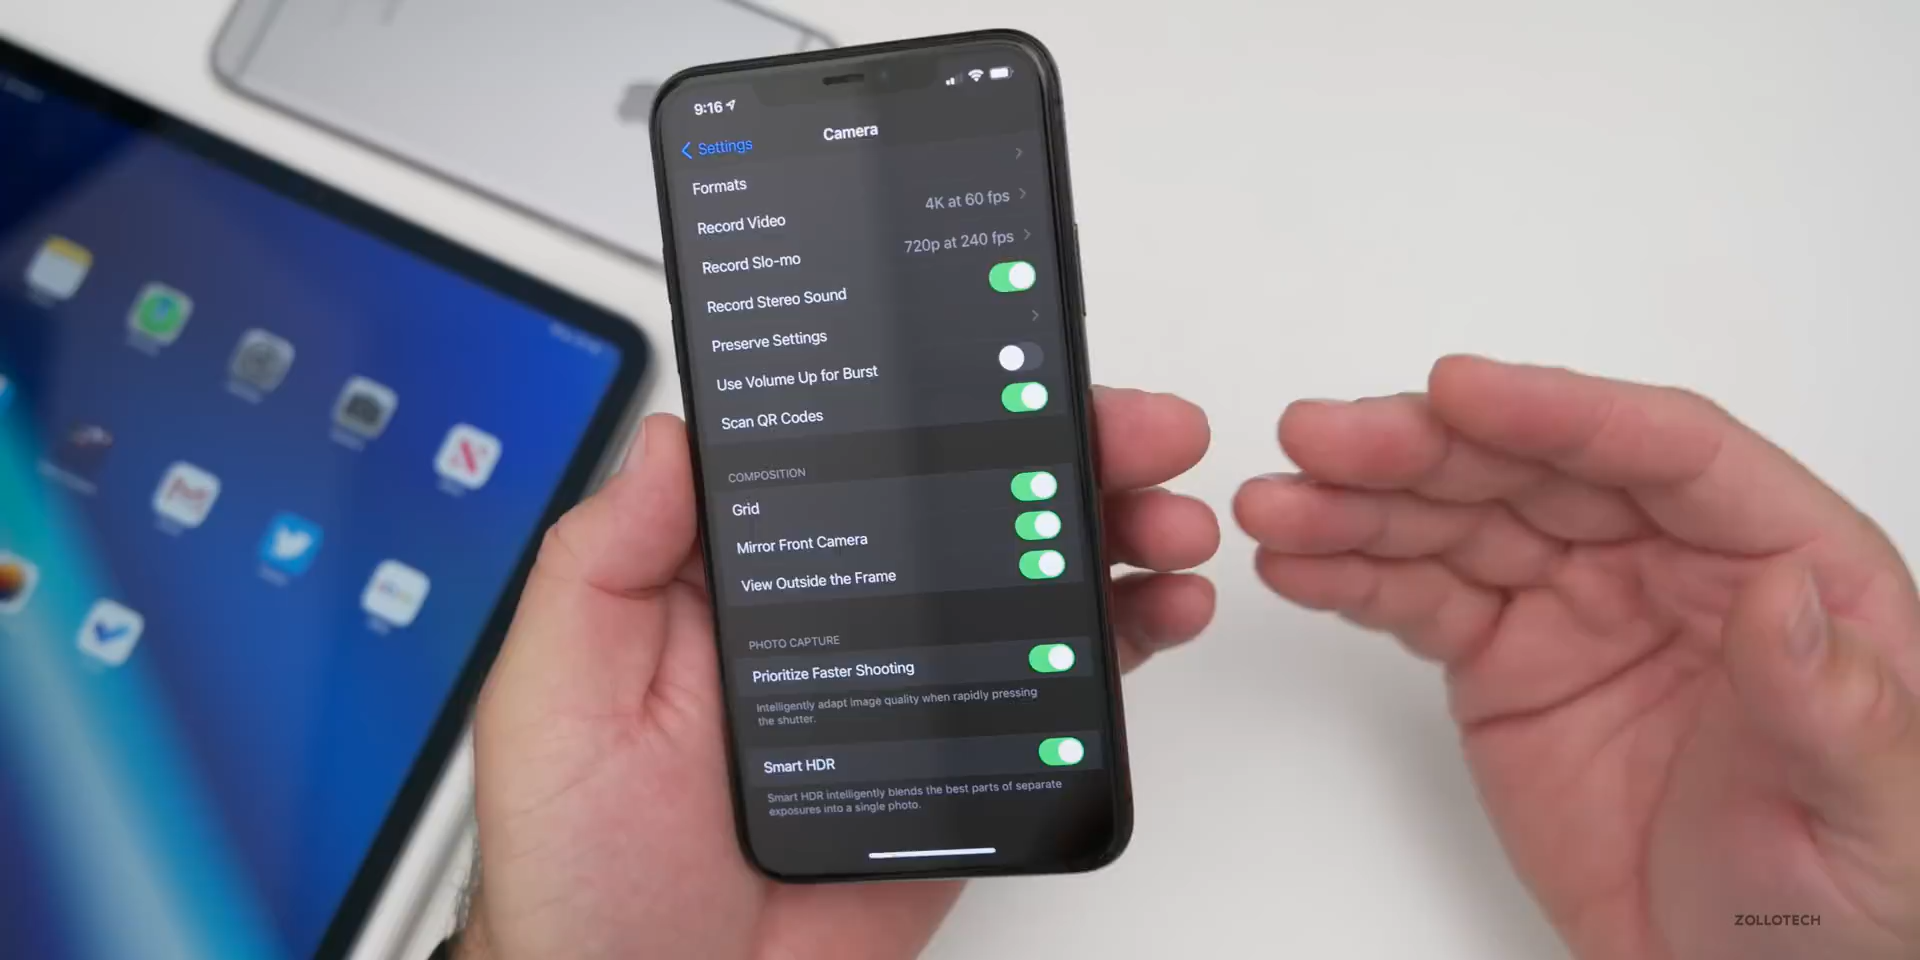 9:16
Settings
Camera
Formats
Record Video 4K at 60 fps
Record Slo-mo 720p at 240 fps
Record Stereo Sound
Preserve Settings
Use Volume Up for Burst
Scan QR Codes
COMPOSITION
Grid
Mirror Front Camera
View Outside the Frame
PHOTO CAPTURE
Prioritize Faster Shooting
Intelligently adapt image quality when rapidly pressing
the shutter.
Smart HDR
Smart HDR intelligently blends the best parts of separate
exposures into a single photo.
ZOLLOTECH